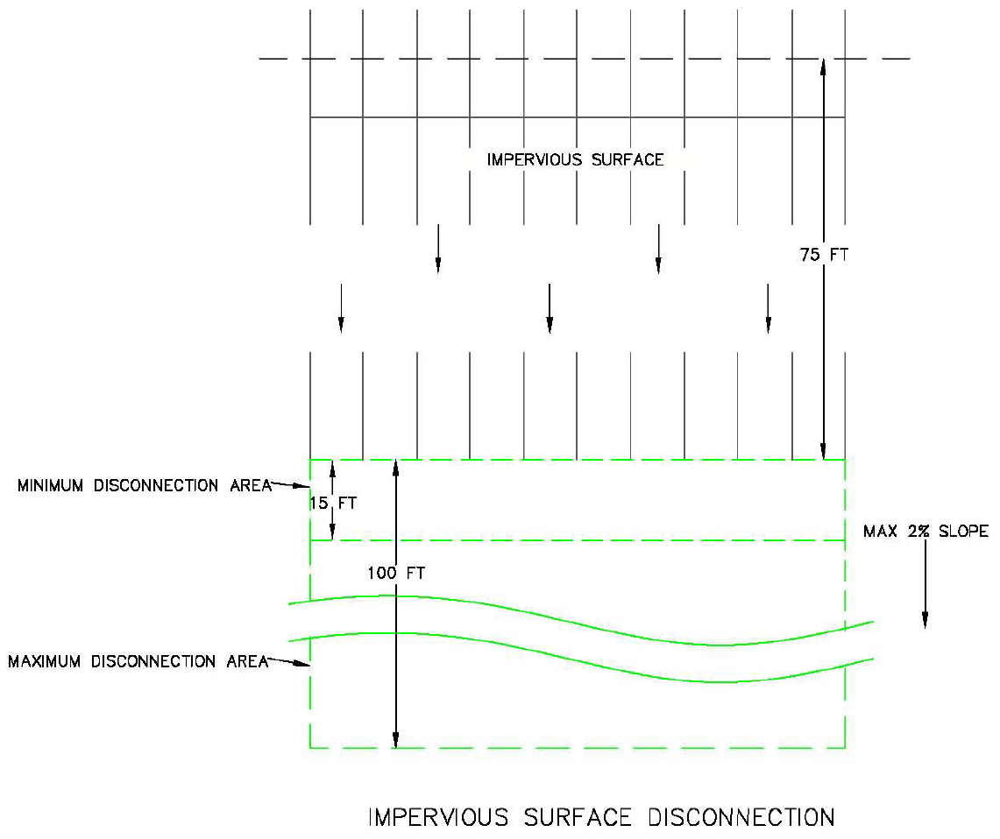 IMPERVIOUS SURFACE
75 FT
MINIMUM DISCONNECTION AREA
15 FT
MAX 2% SLOPE
100 FT
MAXIMUM DISCONNECTION AREA
IMPERVIOUS SURFACE DISCONNECTION